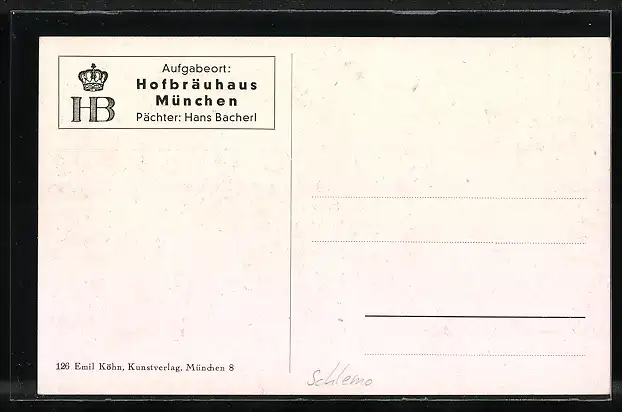 Aufgabeort:
Hofbräuhaus
München
Pächter: Hans Bacherl
HB
126 Emil Köhn, Kunstverlag, München 8
Schlemo